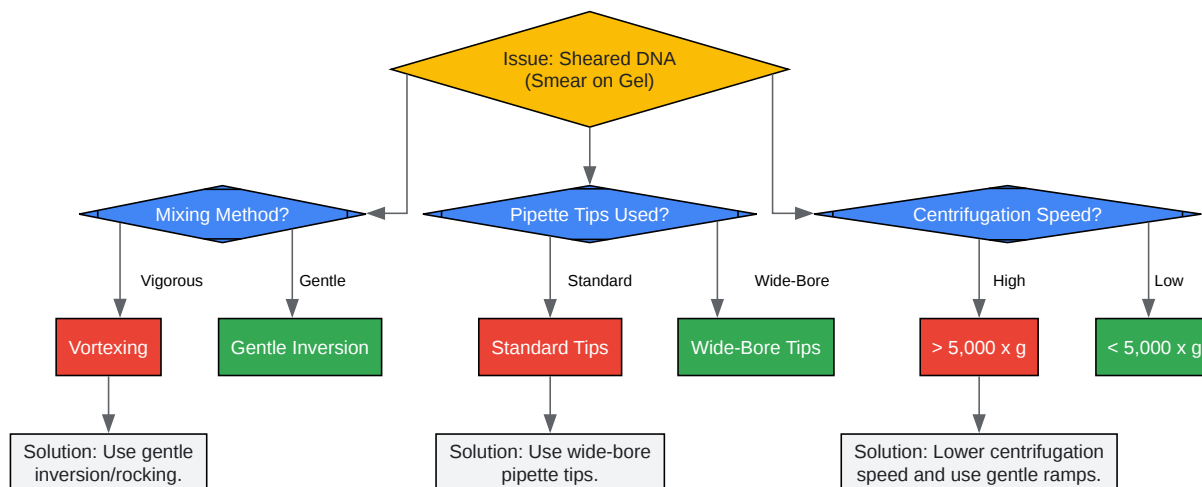 Issue: Sheared DNA
(Smear on Gel)
Mixing Method?
Pipette Tips Used?
Centrifugation Speed?
Vigorous
Gentle
Standard
Wide-Bore
High
Low
Vortexing
Gentle Inversion
Standard Tips
Wide-Bore Tips
> 5,000 x g
< 5,000 x g
Solution: Use gentle
inversion/rocking.
Solution: Use wide-bore
pipette tips.
Solution: Lower centrifugation
speed and use gentle ramps.